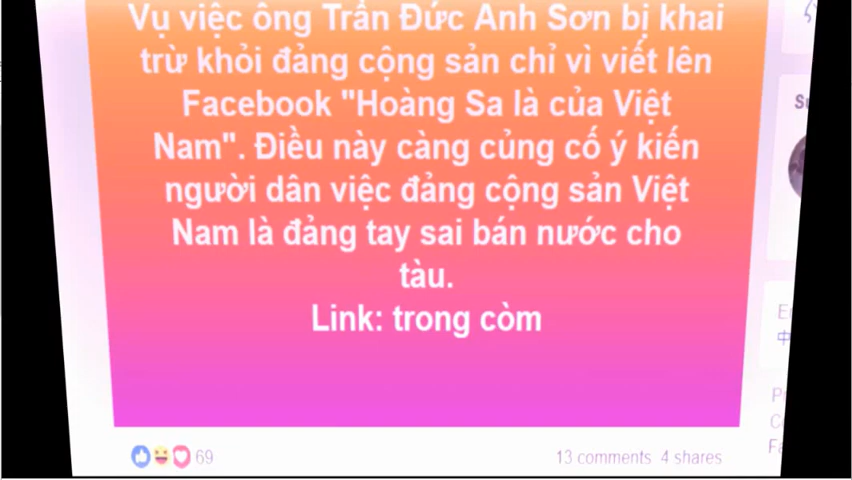 Vụ việc ông Trần Đức Anh Sơn bị khai
trừ khỏi đảng cộng sản chỉ vì viết lên
Facebook "Hoàng Sa là của Việt
Nam". Điều này càng củng cố ý kiến
người dân việc đảng cộng sản Việt
Nam là đảng tay sai bán nước cho
tàu.
Link: trong còm
69
13 comments 4 shares